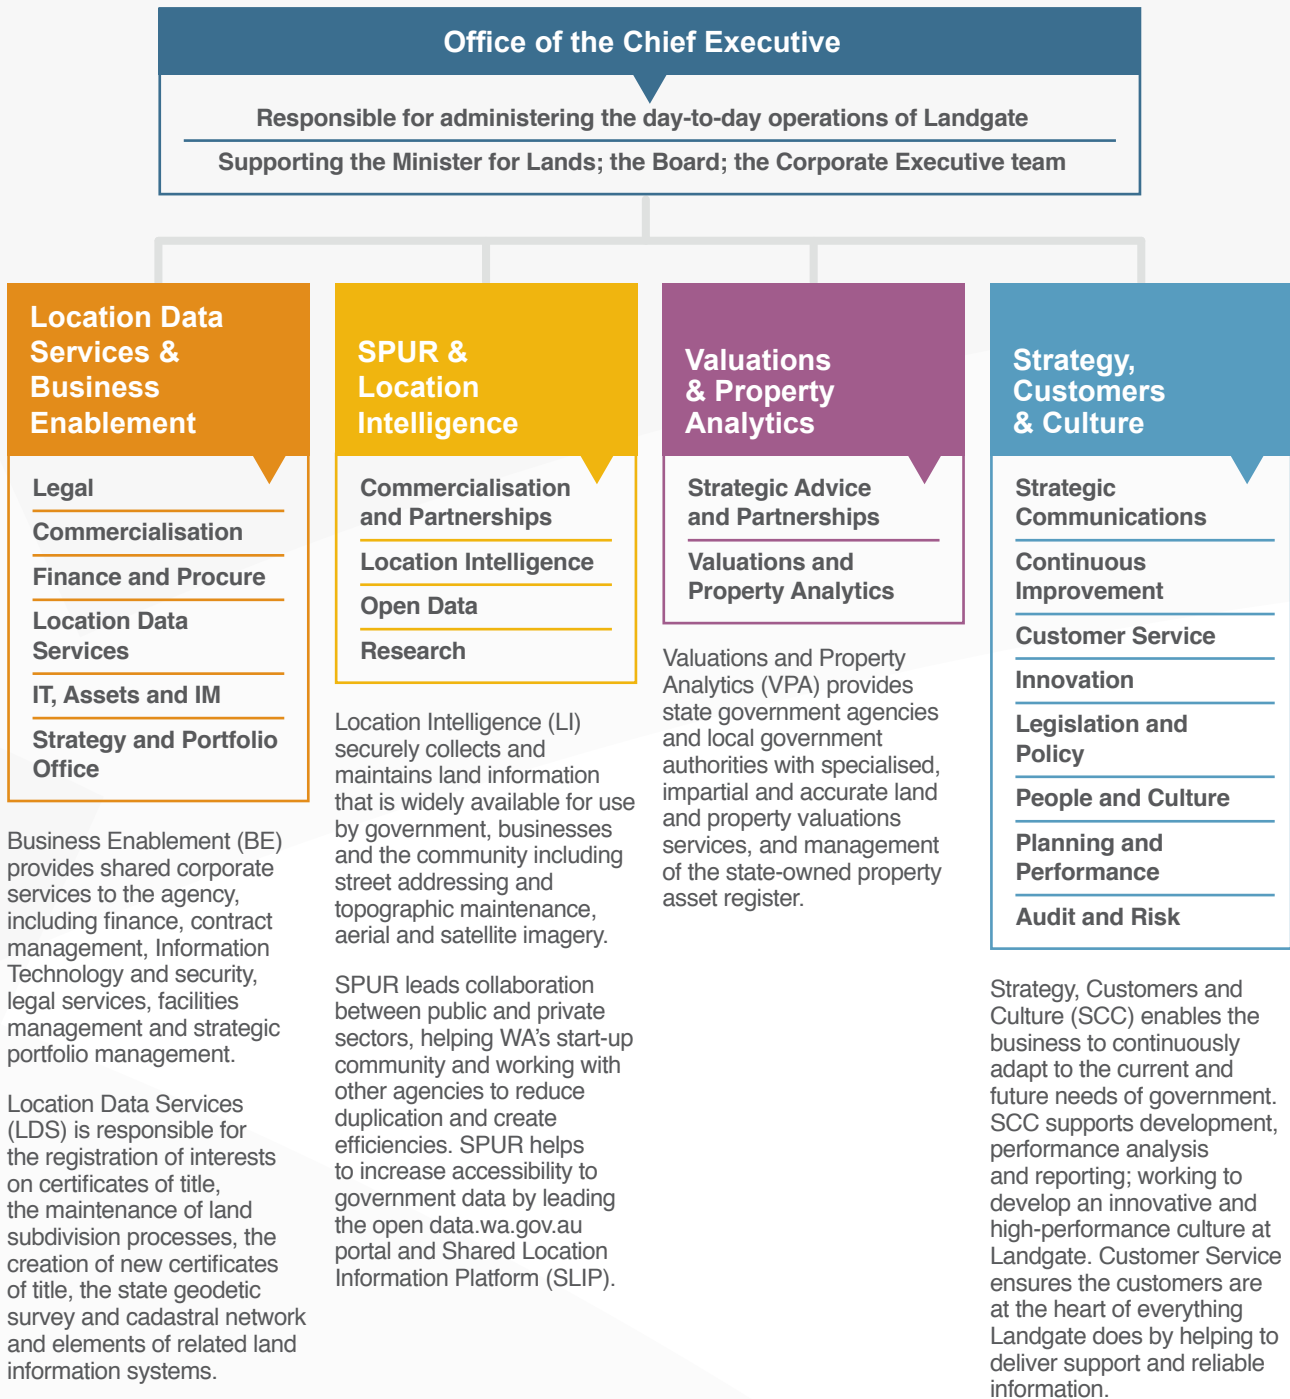 Office of the Chief Executive
Responsible for administering the day-to-day operations of Landgate
Supporting the Minister for Lands; the Board; the Corporate Executive team
Location Data
Services &
Business
Enablement
Legal
Commercialisation
Finance and Procure
Location Data
Services
IT, Assets and IM
Strategy and Portfolio
Office
Business Enablement (BE)
provides shared corporate
services to the agency,
including finance, contract
management, Information
Technology and security,
legal services, facilities
management and strategic
portfolio management.
Location Data Services
(LDS) is responsible for
the registration of interests
on certificates of title,
the maintenance of land
subdivision processes, the
creation of new certificates
of title, the state geodetic
survey and cadastral network
and elements of related land
information systems.
SPUR &
Location
Intelligence
Commercialisation
and Partnerships
Location Intelligence
Open Data
Research
Location Intelligence (LI)
securely collects and
maintains land information
that is widely available for use
by government, businesses
and the community including
street addressing and
topographic maintenance,
aerial and satellite imagery.
SPUR leads collaboration
between public and private
sectors, helping WA's start-up
community and working with
other agencies to reduce
duplication and create
efficiencies. SPUR helps
to increase accessibility to
government data by leading
the open data.wa.gov.au
portal and Shared Location
Information Platform (SLIP).
Valuations
& Property
Analytics
Strategic Advice
and Partnerships
Valuations and
Property Analytics
Valuations and Property
Analytics (VPA) provides
state government agencies
and local government
authorities with specialised,
impartial and accurate land
and property valuations
services, and management
of the state-owned property
asset register.
Strategy,
Customers
& Culture
Strategic
Communications
Continuous
Improvement
Customer Service
Innovation
Legislation and
Policy
People and Culture
Planning and
Performance
Audit and Risk
Strategy, Customers and
Culture (SCC) enables the
business to continuously
adapt to the current and
future needs of government.
SCC supports development,
performance analysis
and reporting; working to
develop an innovative and
high-performance culture at
Landgate. Customer Service
ensures the customers are
at the heart of everything
Landgate does by helping to
deliver support and reliable
information.